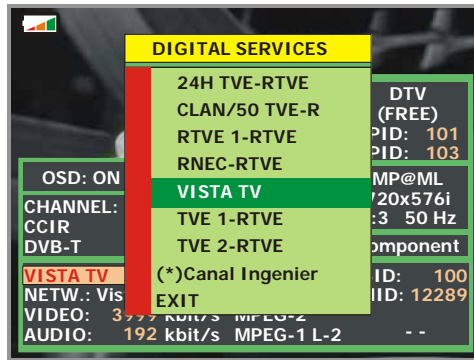 DIGITAL SERVICES
24H TVE-RTVE
CLAN/50 TVE-R
RTVE 1-RTVE
RNEC-RTVE
VISTA TV
TVE 1-RTVE
TVE 2-RTVE
(*)Canal Ingenier
EXIT
DTV
(FREE)
PID: 101
PID: 103
OSD: ON
MP@ML
CHANNEL:
720x576i
CCIR
:3 50 Hz
DVB-T
omponent
VISTA TV
ID: 100
NETW.: Vis
NID: 12289
VIDEO: 3999 kbit/s MPEG-2
AUDIO: 192 kbit/s MPEG-1 L-2 - -